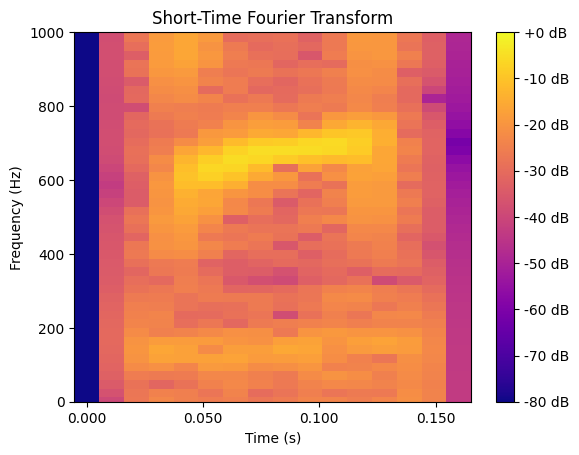 Short-Time Fourier Transform
1000
800
600
400
200
0
Frequency (Hz)
0.000
0.050
0.100
0.150
Time (s)
+0 dB
-10 dB
-20 dB
-30 dB
-40 dB
-50 dB
-60 dB
-70 dB
-80 dB